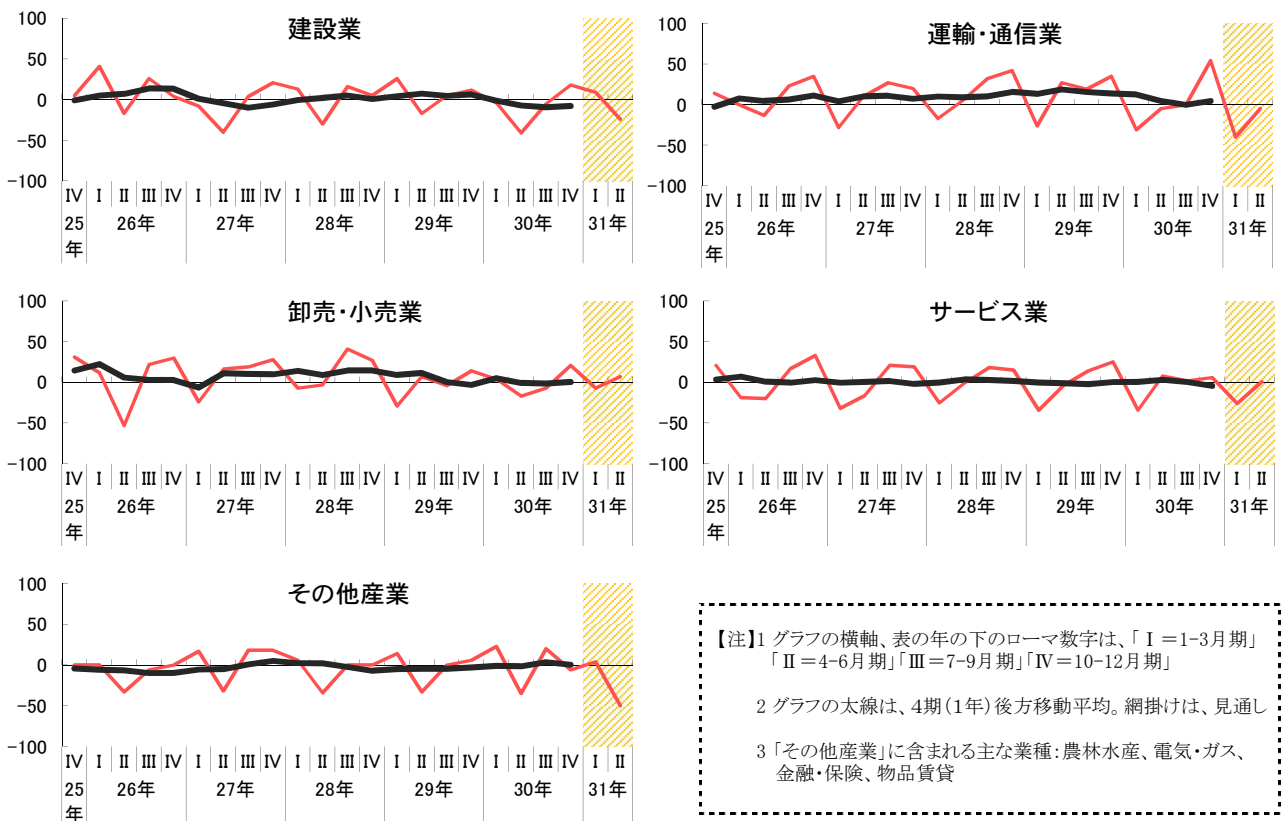 建設業
100
50
0
−50
−100
Ⅳ Ⅰ Ⅱ Ⅲ Ⅳ Ⅰ Ⅱ Ⅲ Ⅳ Ⅰ Ⅱ Ⅲ Ⅳ Ⅰ Ⅱ Ⅲ Ⅳ Ⅰ Ⅱ Ⅲ Ⅳ Ⅰ Ⅱ
25年 26年 27年 28年 29年 30年 31年
運輸・通信業
100
50
0
−50
−100
Ⅳ Ⅰ Ⅱ Ⅲ Ⅳ Ⅰ Ⅱ Ⅲ Ⅳ Ⅰ Ⅱ Ⅲ Ⅳ Ⅰ Ⅱ Ⅲ Ⅳ Ⅰ Ⅱ Ⅲ Ⅳ Ⅰ Ⅱ
25年 26年 27年 28年 29年 30年 31年
卸売・小売業
100
50
0
−50
−100
Ⅳ Ⅰ Ⅱ Ⅲ Ⅳ Ⅰ Ⅱ Ⅲ Ⅳ Ⅰ Ⅱ Ⅲ Ⅳ Ⅰ Ⅱ Ⅲ Ⅳ Ⅰ Ⅱ Ⅲ Ⅳ Ⅰ Ⅱ
25年 26年 27年 28年 29年 30年 31年
サービス業
100
50
0
−50
−100
Ⅳ Ⅰ Ⅱ Ⅲ Ⅳ Ⅰ Ⅱ Ⅲ Ⅳ Ⅰ Ⅱ Ⅲ Ⅳ Ⅰ Ⅱ Ⅲ Ⅳ Ⅰ Ⅱ Ⅲ Ⅳ Ⅰ Ⅱ
25年 26年 27年 28年 29年 30年 31年
その他産業
100
50
0
−50
−100
Ⅳ Ⅰ Ⅱ Ⅲ Ⅳ Ⅰ Ⅱ Ⅲ Ⅳ Ⅰ Ⅱ Ⅲ Ⅳ Ⅰ Ⅱ Ⅲ Ⅳ Ⅰ Ⅱ Ⅲ Ⅳ Ⅰ Ⅱ
25年 26年 27年 28年 29年 30年 31年
【注】1 グラフの横軸、表の年の下のローマ数字は、「Ⅰ＝1-3月期」
「Ⅱ＝4-6月期」「Ⅲ＝7-9月期」「Ⅳ＝10-12月期」
2 グラフの太線は、4期(1年)後方移動平均。網掛けは、見通し
3 「その他産業」に含まれる主な業種：農林水産、電気・ガス、
金融・保険、物品賃貸